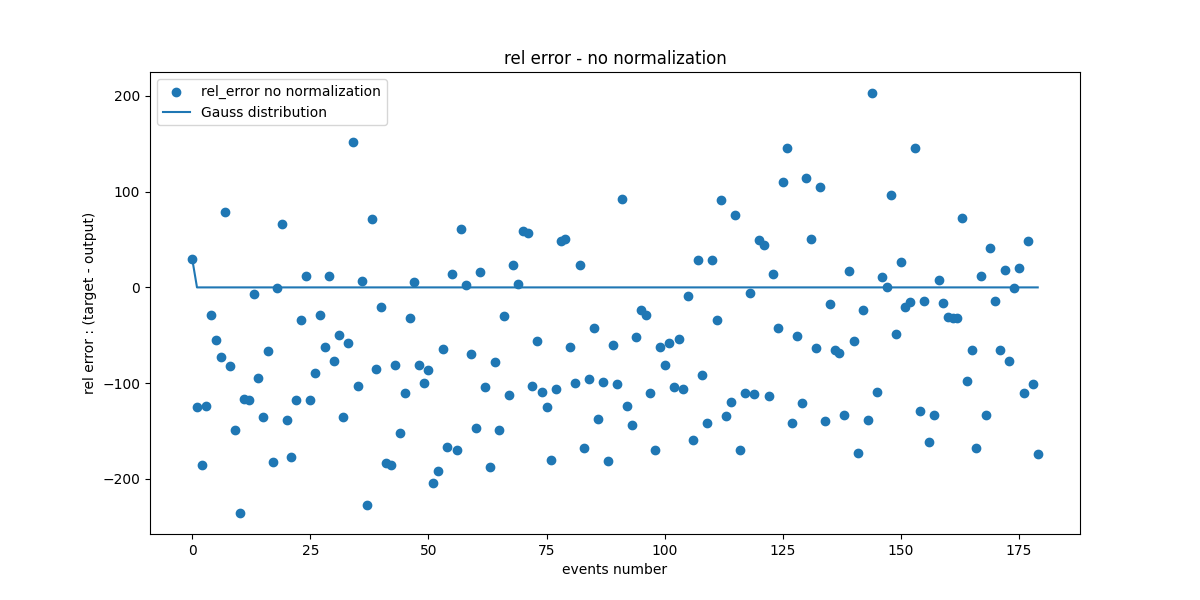 rel error - no normalization
rel_error no normalization
Gauss distribution
rel error : (target - output)
200
100
0
−100
−200
0 25 50 75 100 125 150 175
events number